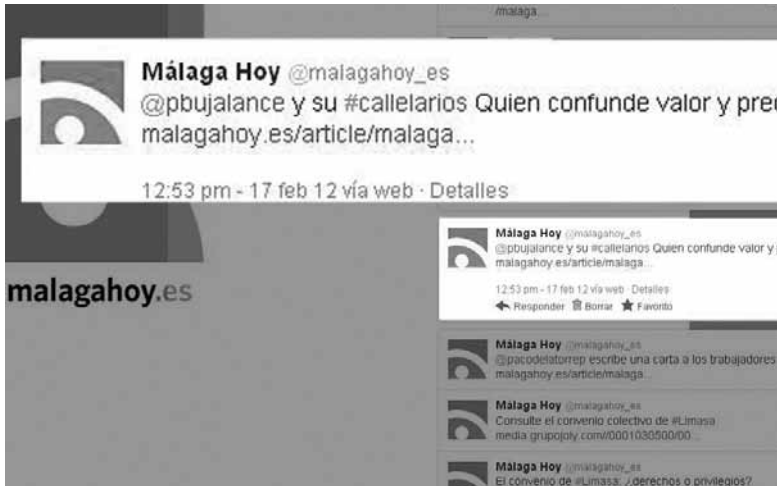 /malaga...
Málaga Hoy @malagahoy_es
@pbujalance y su #callelarios Quien confunde valor y
malagahoy.es/article/malaga...
12:53 pm - 17 feb 12 vía web · Detalles
malagahoy.es
Málaga Hoy @malagahoy_es
@pbujalance y su #callelarios Quien confunde valor y
malagahoy.es/article/malaga...
12:53 pm - 17 feb 12 vía web · Detalles
Responder Borrar Favorito
Málaga Hoy @malagahoy_es
@pacodelatorrep escribe una carta a los trabajadores
malagahoy.es/article/malaga...
Málaga Hoy @malagahoy_es
Consulte el convenio colectivo de #Limasa
media.grupojoly.com//0001030500/00...
Málaga Hoy @malagahoy_es
El convenio de #Limasa: ¿derechos o privilegios?